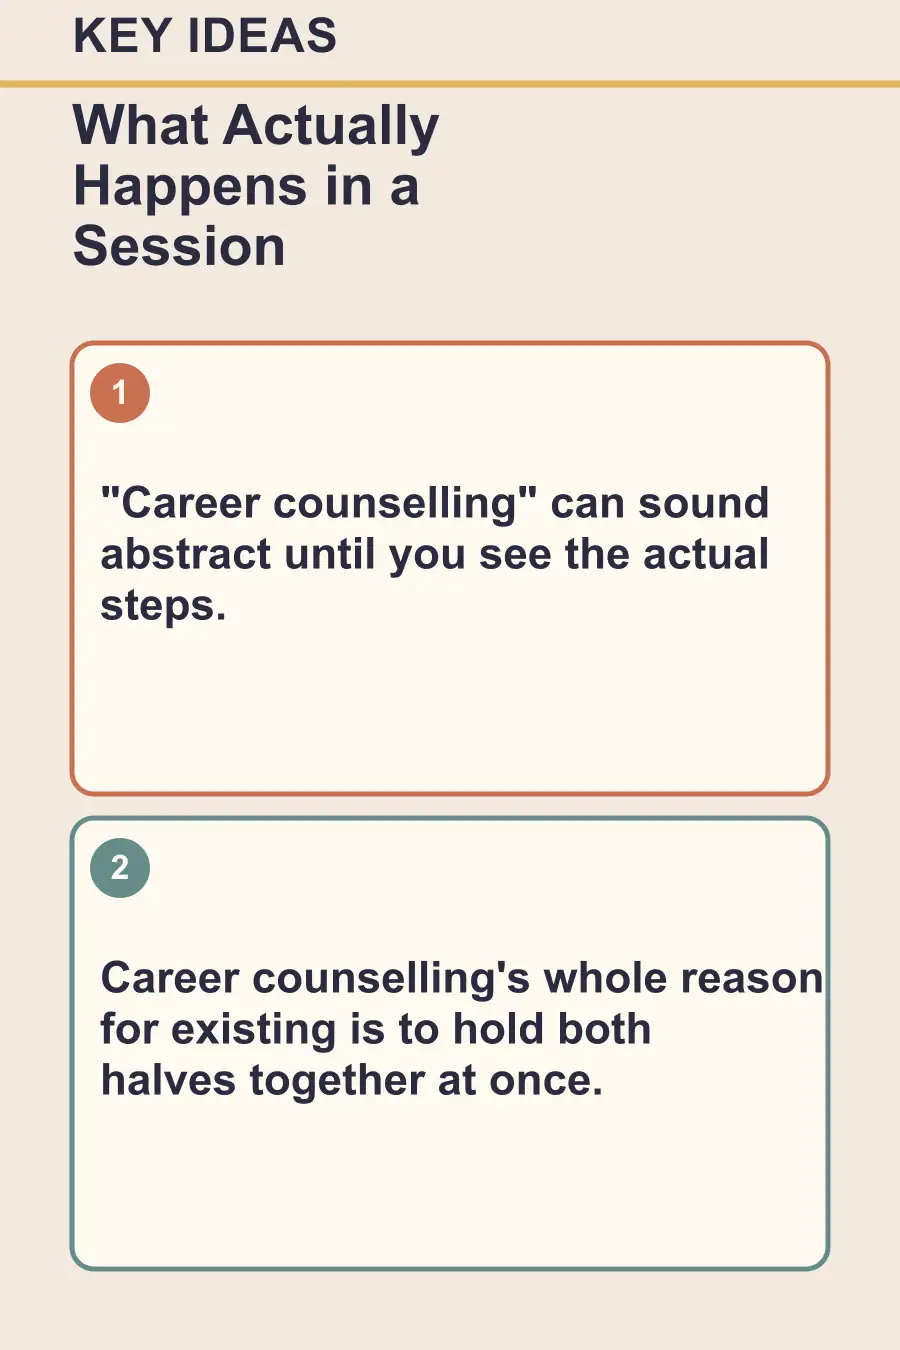 KEY IDEAS
What Actually
Happens in a
Session
1
"Career counselling" can sound
abstract until you see the actual
steps.
2
Career counselling's whole reason
for existing is to hold both
halves together at once.